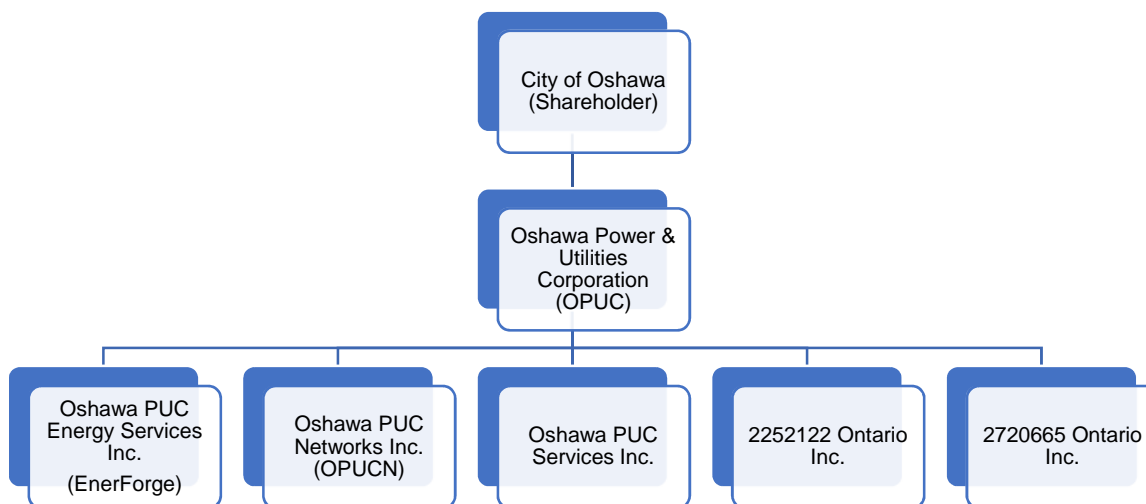 City of Oshawa
(Shareholder)
Oshawa Power &
Utilities
Corporation
(OPUC)
Oshawa PUC
Energy Services
Inc.
(EnerForge)
Oshawa PUC
Networks Inc.
(OPUCN)
Oshawa PUC
Services Inc.
2252122 Ontario
Inc.
2720665 Ontario
Inc.